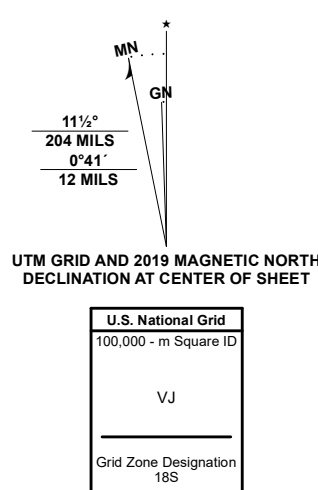 ★
MN
GN
11½°
204 MILS
0°41´
12 MILS
UTM GRID AND 2019 MAGNETIC NORTH
DECLINATION AT CENTER OF SHEET
U.S. National Grid
100,000 - m Square ID
VJ
Grid Zone Designation
18S